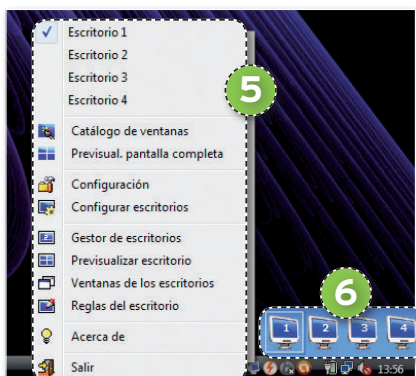 Escritorio 1
Escritorio 2
Escritorio 3
Escritorio 4
5
Catálogo de ventanas
Previsual. pantalla completa
Configuración
Configurar escritorios
Gestor de escritorios
Previsualizar escritorio
Ventanas de los escritorios
Reglas del escritorio
6
1 2 3 4
Acerca de
Salir
13:56